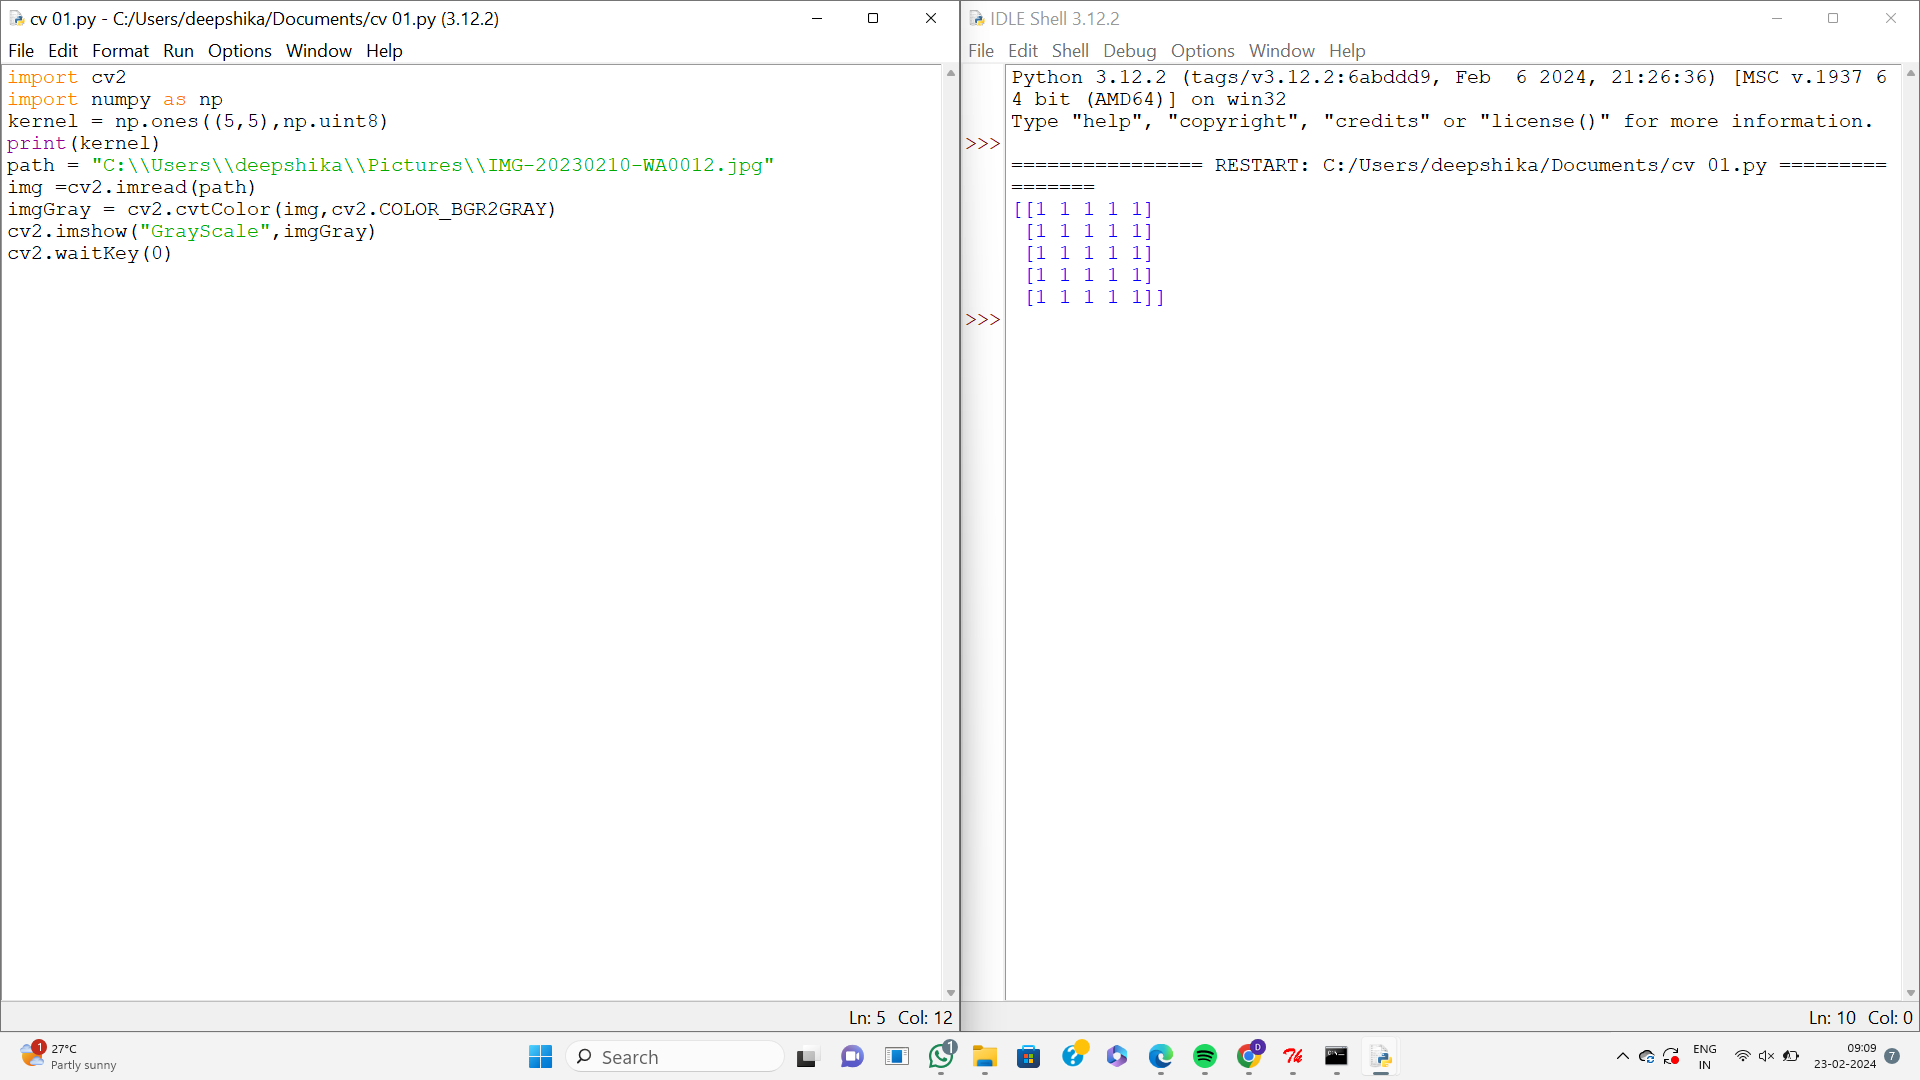 cv 01.py - C:/Users/deepshika/Documents/cv 01.py (3.12.2)
File Edit Format Run Options Window Help
import cv2
import numpy as np
kernel = np.ones((5,5),np.uint8)
print(kernel)
path = "C:\\Users\\deepshika\\Pictures\\IMG-20230210-WA0012.jpg"
img =cv2.imread(path)
imgGray = cv2.cvtColor(img,cv2.COLOR_BGR2GRAY)
cv2.imshow("GrayScale",imgGray)
cv2.waitKey(0)
Ln: 5 Col: 12
IDLE Shell 3.12.2
File Edit Shell Debug Options Window Help
Python 3.12.2 (tags/v3.12.2:6abddd9, Feb  6 2024, 21:26:36) [MSC v.1937 6
4 bit (AMD64)] on win32
Type "help", "copyright", "credits" or "license()" for more information.
>>>
================ RESTART: C:/Users/deepshika/Documents/cv 01.py =========
=======
[[1 1 1 1 1]
 [1 1 1 1 1]
 [1 1 1 1 1]
 [1 1 1 1 1]
 [1 1 1 1 1]]
>>>
Ln: 10 Col: 0
1
27°C
Partly sunny
Search
1
D
ENG
IN
09:09
23-02-2024
7